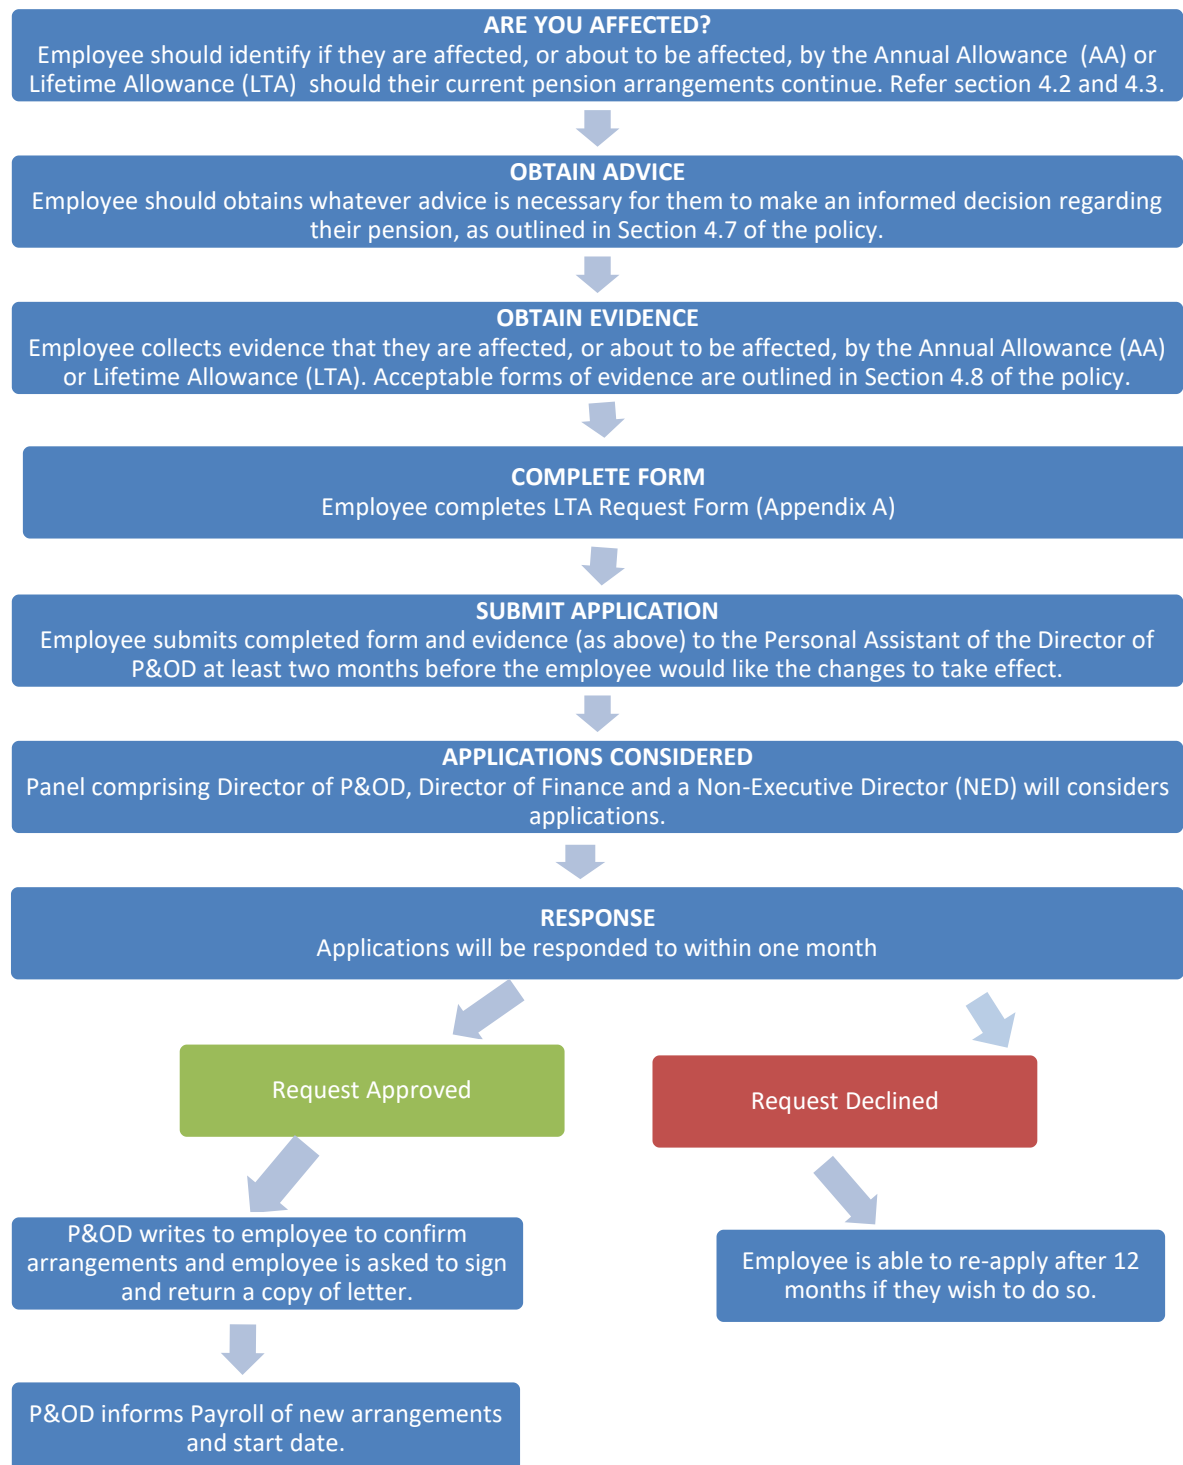 ARE YOU AFFECTED?
Employee should identify if they are affected, or about to be affected, by the Annual Allowance (AA) or
Lifetime Allowance (LTA) should their current pension arrangements continue. Refer section 4.2 and 4.3.
OBTAIN ADVICE
Employee should obtains whatever advice is necessary for them to make an informed decision regarding
their pension, as outlined in Section 4.7 of the policy.
OBTAIN EVIDENCE
Employee collects evidence that they are affected, or about to be affected, by the Annual Allowance (AA)
or Lifetime Allowance (LTA). Acceptable forms of evidence are outlined in Section 4.8 of the policy.
COMPLETE FORM
Employee completes LTA Request Form (Appendix A)
SUBMIT APPLICATION
Employee submits completed form and evidence (as above) to the Personal Assistant of the Director of
P&OD at least two months before the employee would like the changes to take effect.
APPLICATIONS CONSIDERED
Panel comprising Director of P&OD, Director of Finance and a Non-Executive Director (NED) will considers
applications.
RESPONSE
Applications will be responded to within one month
Request Approved
Request Declined
P&OD writes to employee to confirm
arrangements and employee is asked to sign
and return a copy of letter.
Employee is able to re-apply after 12
months if they wish to do so.
P&OD informs Payroll of new arrangements
and start date.